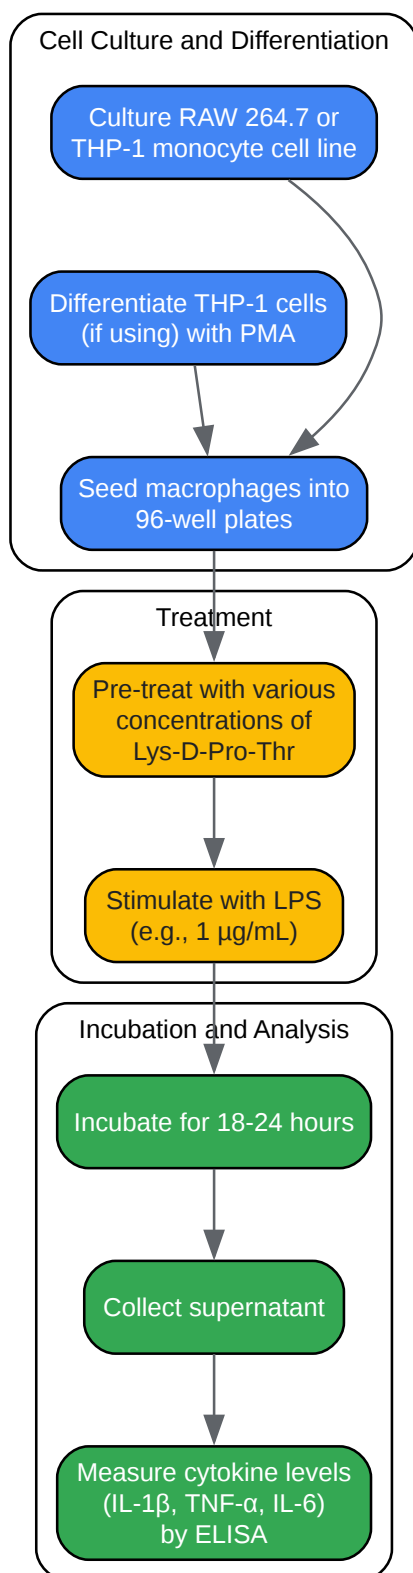 Cell Culture and Differentiation
Culture RAW 264.7 or
THP-1 monocyte cell line
Differentiate THP-1 cells
(if using) with PMA
Seed macrophages into
96-well plates
Treatment
Pre-treat with various
concentrations of
Lys-D-Pro-Thr
Stimulate with LPS
(e.g., 1 µg/mL)
Incubation and Analysis
Incubate for 18-24 hours
Collect supernatant
Measure cytokine levels
(IL-1β, TNF-α, IL-6)
by ELISA